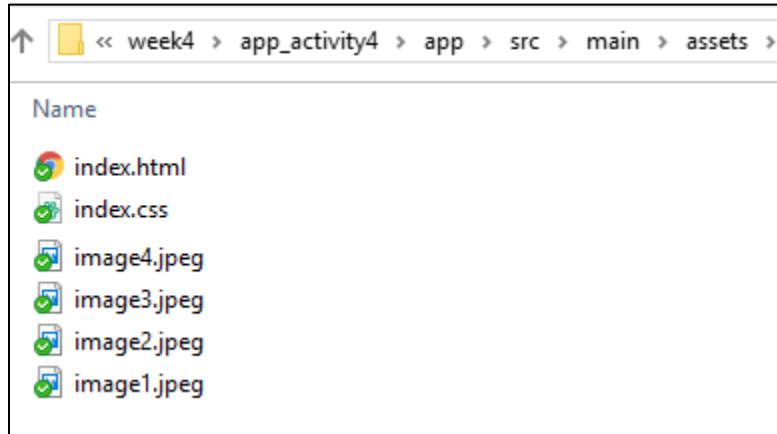 « week4 > app_activity4 > app > src > main > assets >
Name
index.html
index.css
image4.jpeg
image3.jpeg
image2.jpeg
image1.jpeg